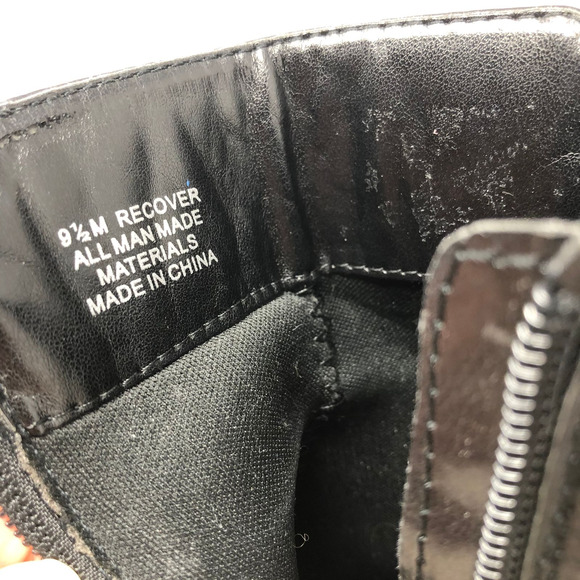 9½M RECOVER
ALL MAN MADE
MATERIALS
MADE IN CHINA